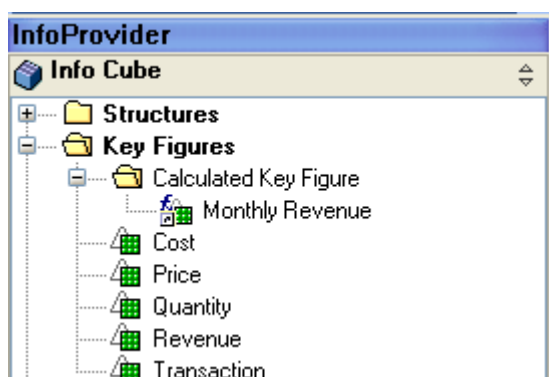 InfoProvider
Info Cube
Structures
Key Figures
Calculated Key Figure
Monthly Revenue
Cost
Price
Quantity
Revenue
Transaction